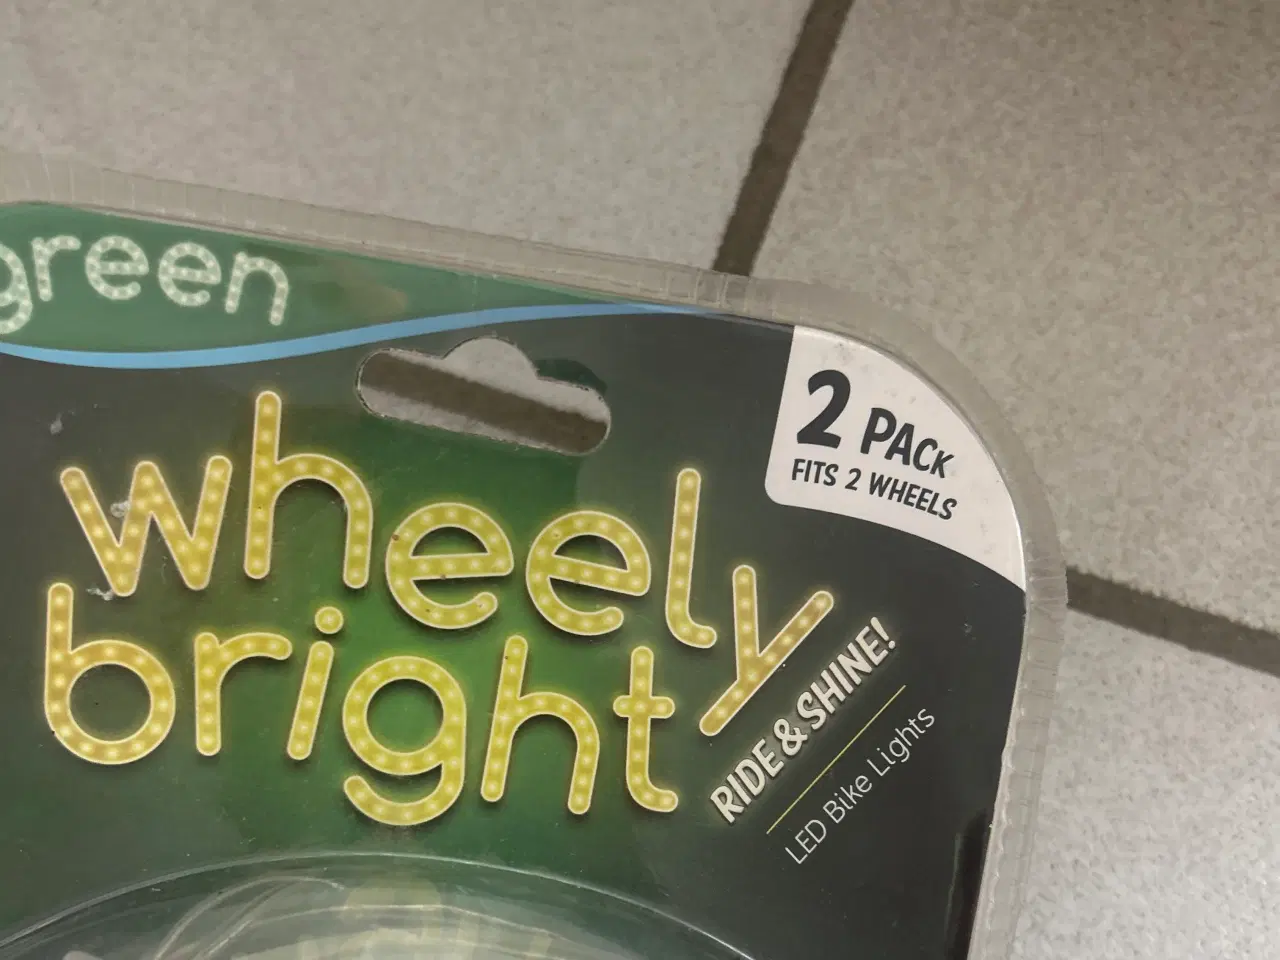 green
2 PACK
FITS 2 WHEELS
wheely
bright
RIDE & SHINE!
LED Bike Lights